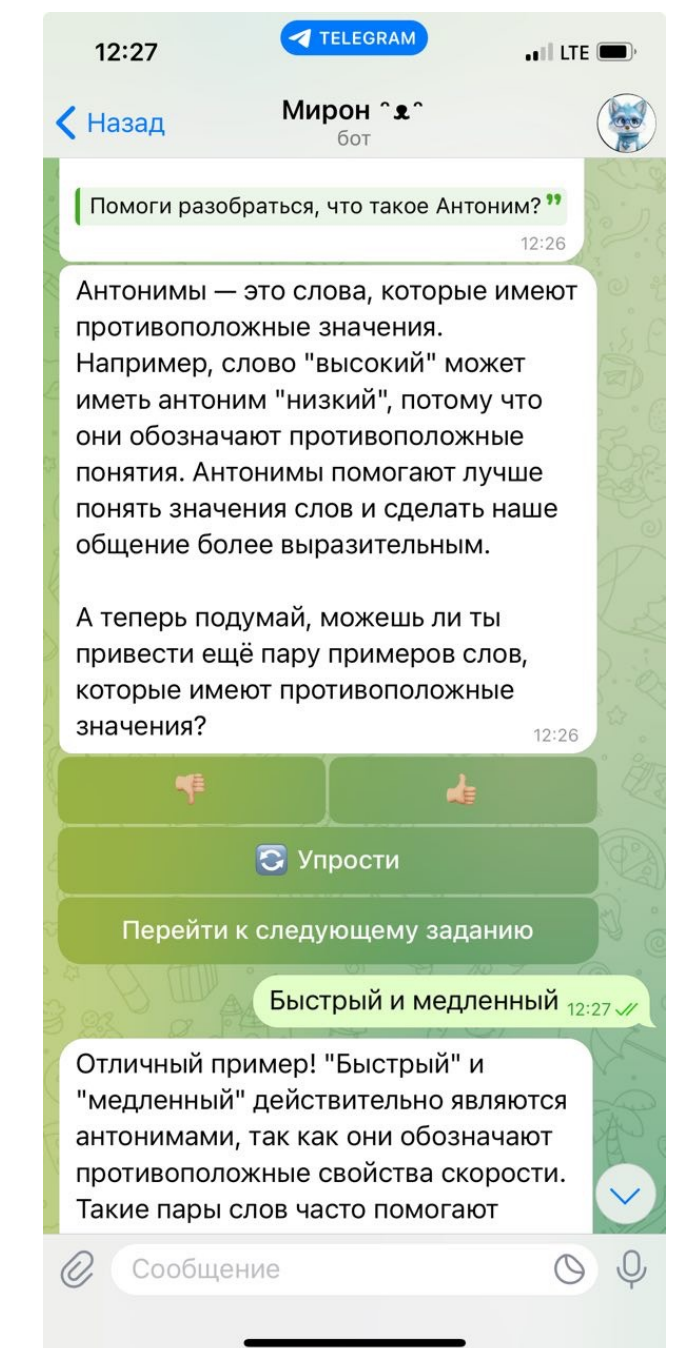 12:27
TELEGRAM
LTE
Назад
Мирон ᵔᴥᵔ
бот
Помоги разобраться, что такое Антоним?
12:26
Антонимы — это слова, которые имеют
противоположные значения.
Например, слово "высокий" может
иметь антоним "низкий", потому что
они обозначают противоположные
понятия. Антонимы помогают лучше
понять значения слов и сделать наше
общение более выразительным.
А теперь подумай, можешь ли ты
привести ещё пару примеров слов,
которые имеют противоположные
значения?
12:26
Упрости
Перейти к следующему заданию
Быстрый и медленный 12:27
Отличный пример! "Быстрый" и
"медленный" действительно являются
антонимами, так как они обозначают
противоположные свойства скорости.
Такие пары слов часто помогают
Сообщение